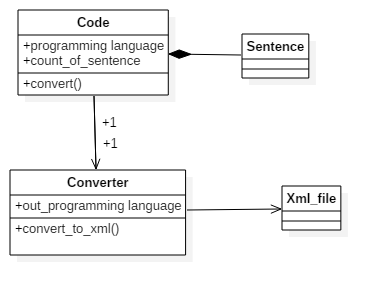 Code
+programming language
+count_of_sentence
+convert()
Sentence
+1
+1
Converter
+out_programming language
+convert_to_xml()
Xml_file